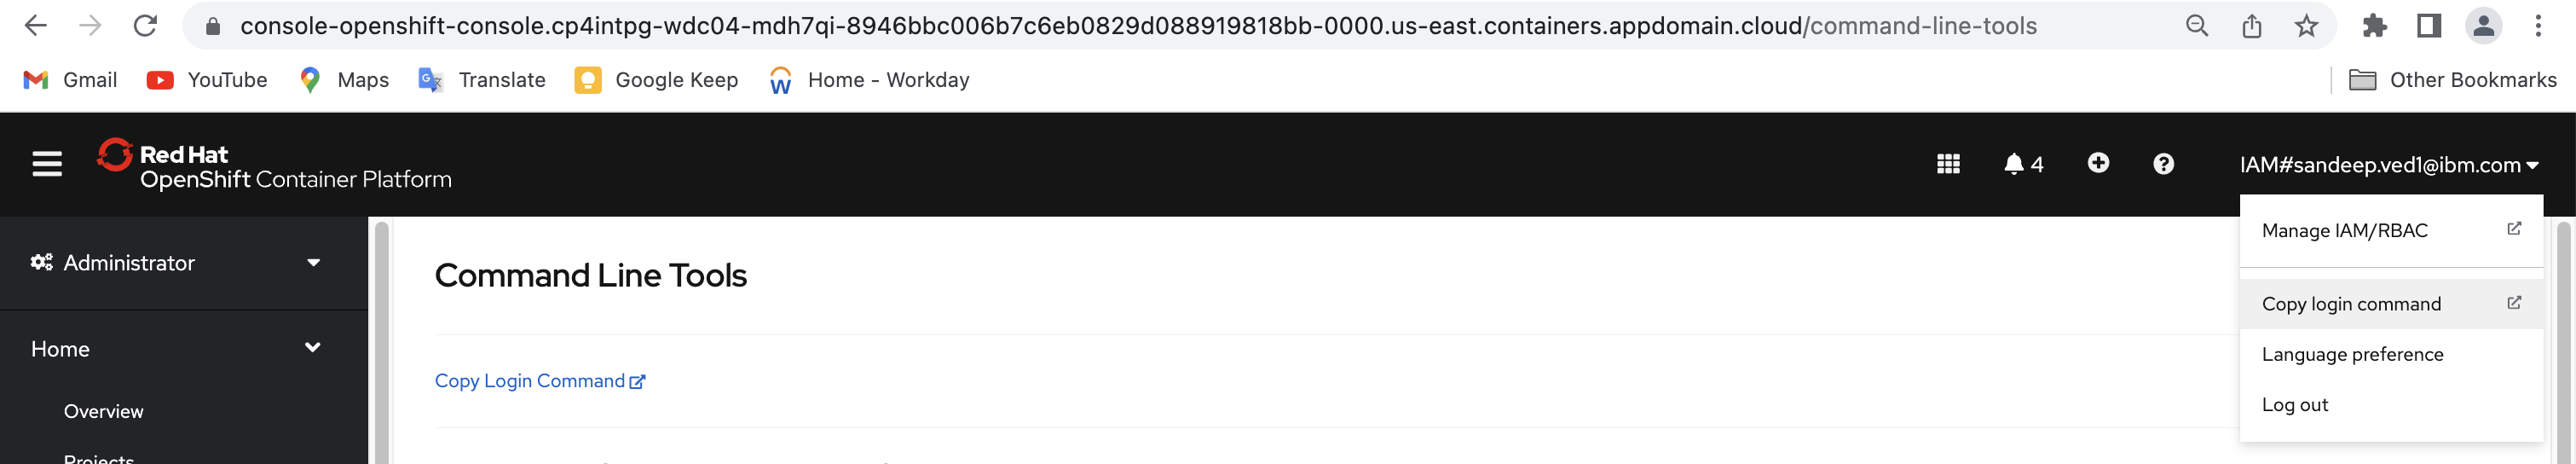 console-openshift-console.cp4intpg-wdc04-mdh7qi-8946bbc006b7c6eb0829d088919818bb-0000.us-east.containers.appdomain.cloud/command-line-tools
Gmail YouTube Maps Translate Google Keep Home - Workday Other Bookmarks
Red Hat
OpenShift Container Platform
4
IAM#sandeep.ved1@ibm.com
Manage IAM/RBAC
Copy login command
Language preference
Log out
Administrator
Home
Overview
Projects
Command Line Tools
Copy Login Command